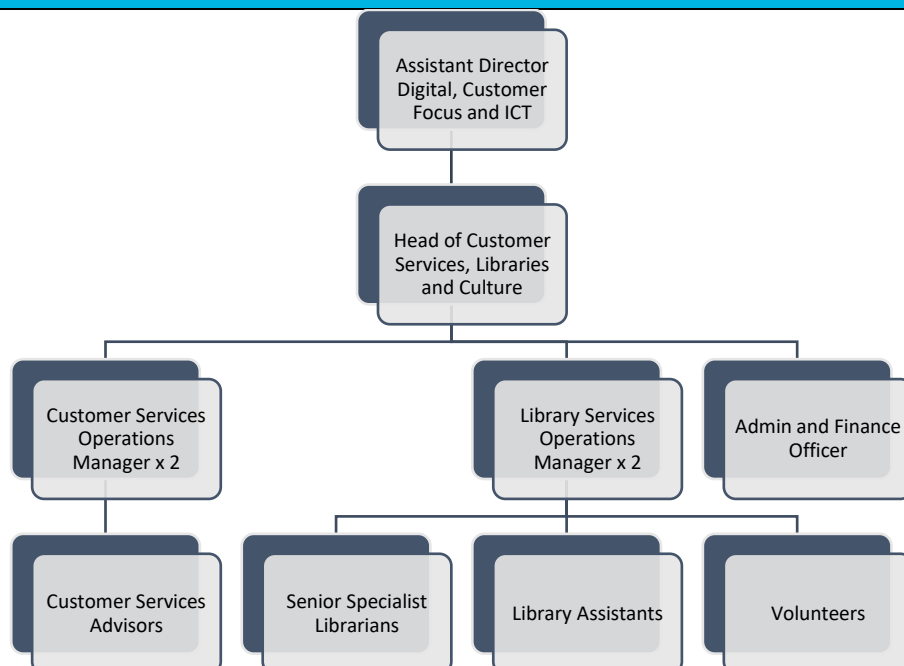 Assistant Director
Digital, Customer
Focus and ICT
Head of Customer
Services, Libraries
and Culture
Customer Services
Operations
Manager x 2
Library Services
Operations
Manager x 2
Admin and Finance
Officer
Customer Services
Advisors
Senior Specialist
Librarians
Library Assistants
Volunteers